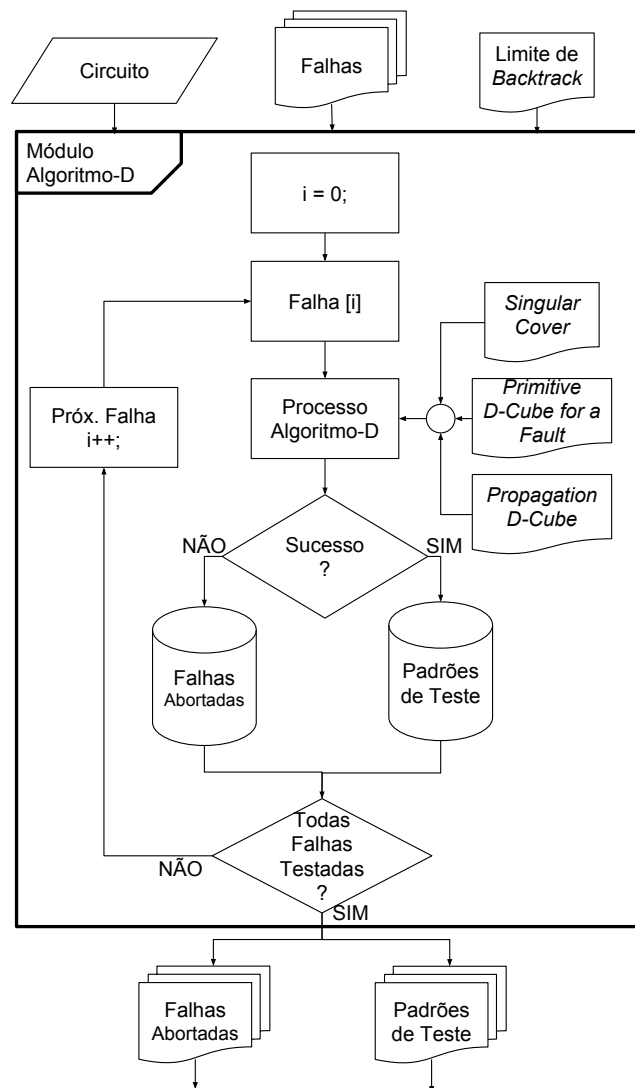 Circuito
Falhas
Limite de
Backtrack
Módulo
Algoritmo-D
i = 0;
Falha [i]
Singular
Cover
Próx. Falha
i++;
Processo
Algoritmo-D
Primitive
D-Cube for a
Fault
Propagation
D-Cube
NÃO
Sucesso
?
SIM
Falhas
Abortadas
Padrões
de Teste
Todas
Falhas
Testadas
?
NÃO
SIM
Falhas
Abortadas
Padrões
de Teste